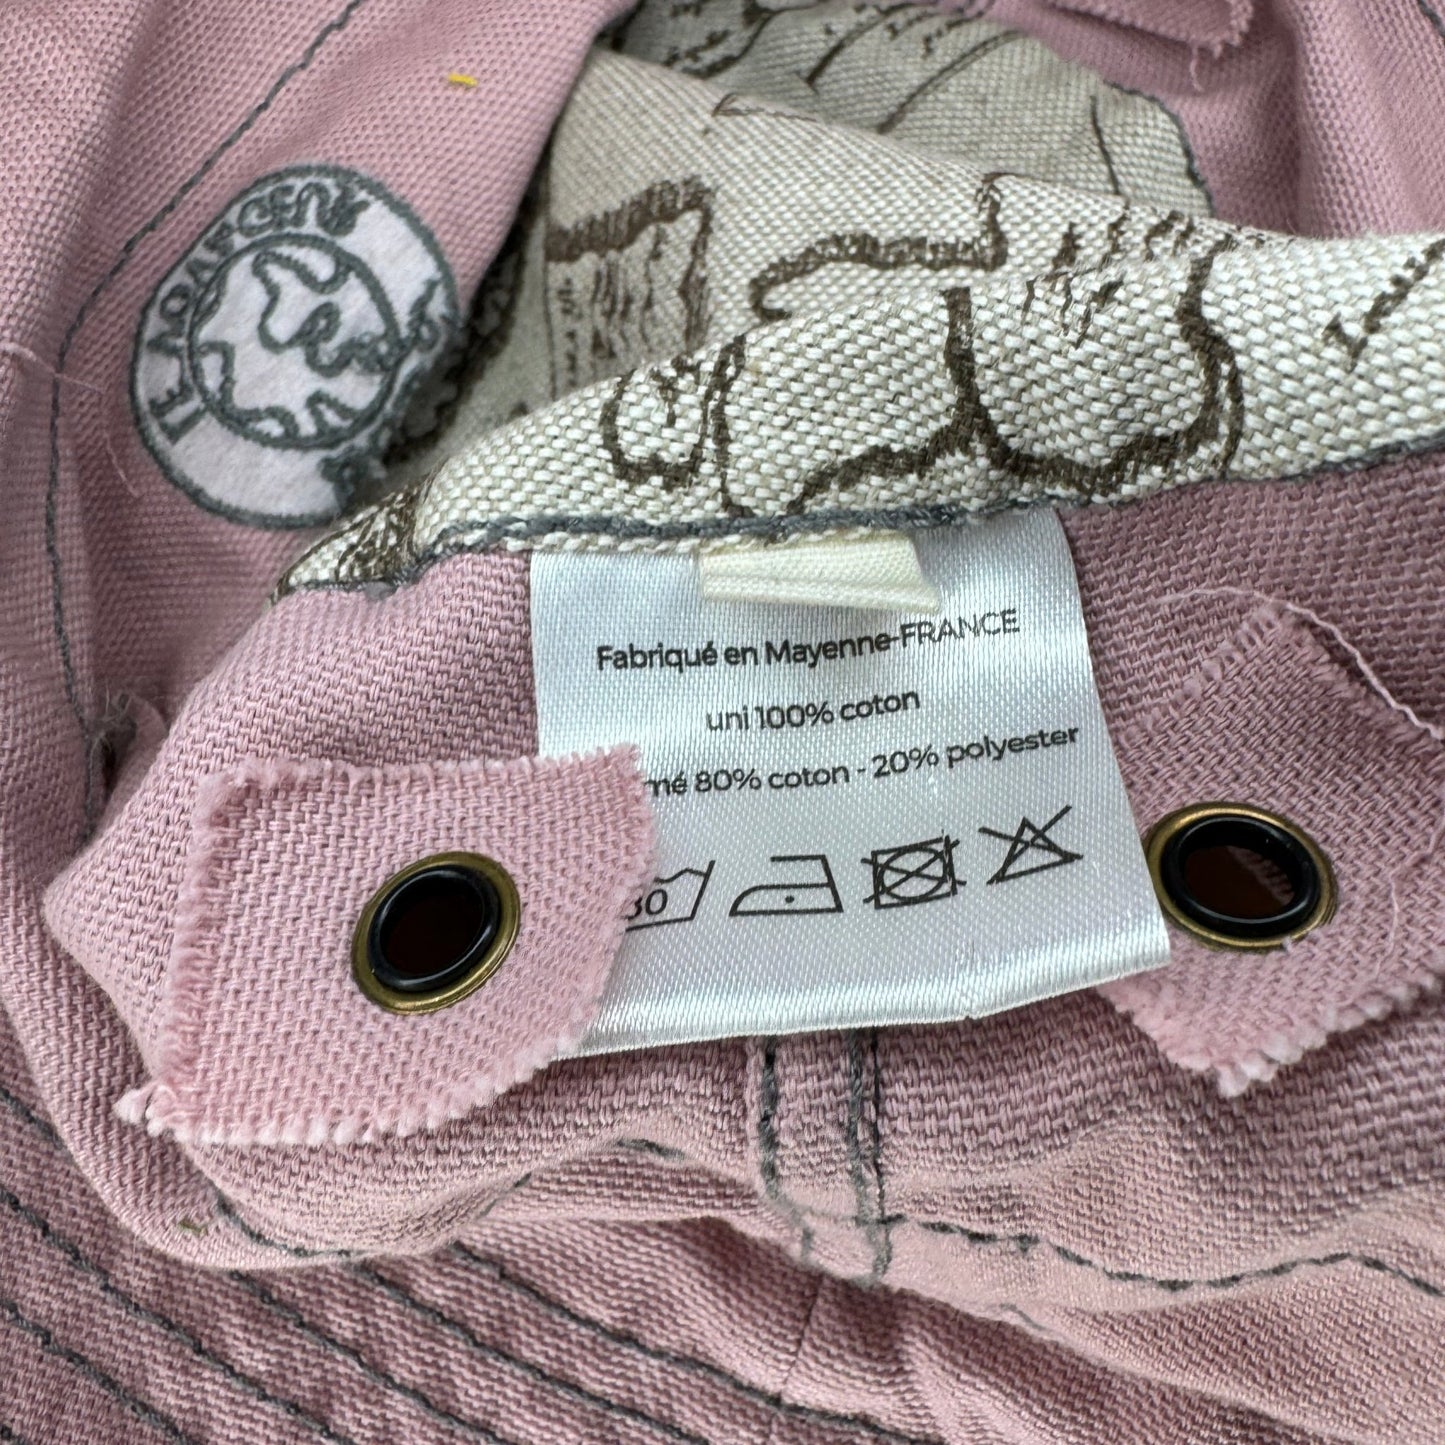 Fabriqué en Mayenne-FRANCE
uni 100% coton
mé 80% coton - 20% polyester
30